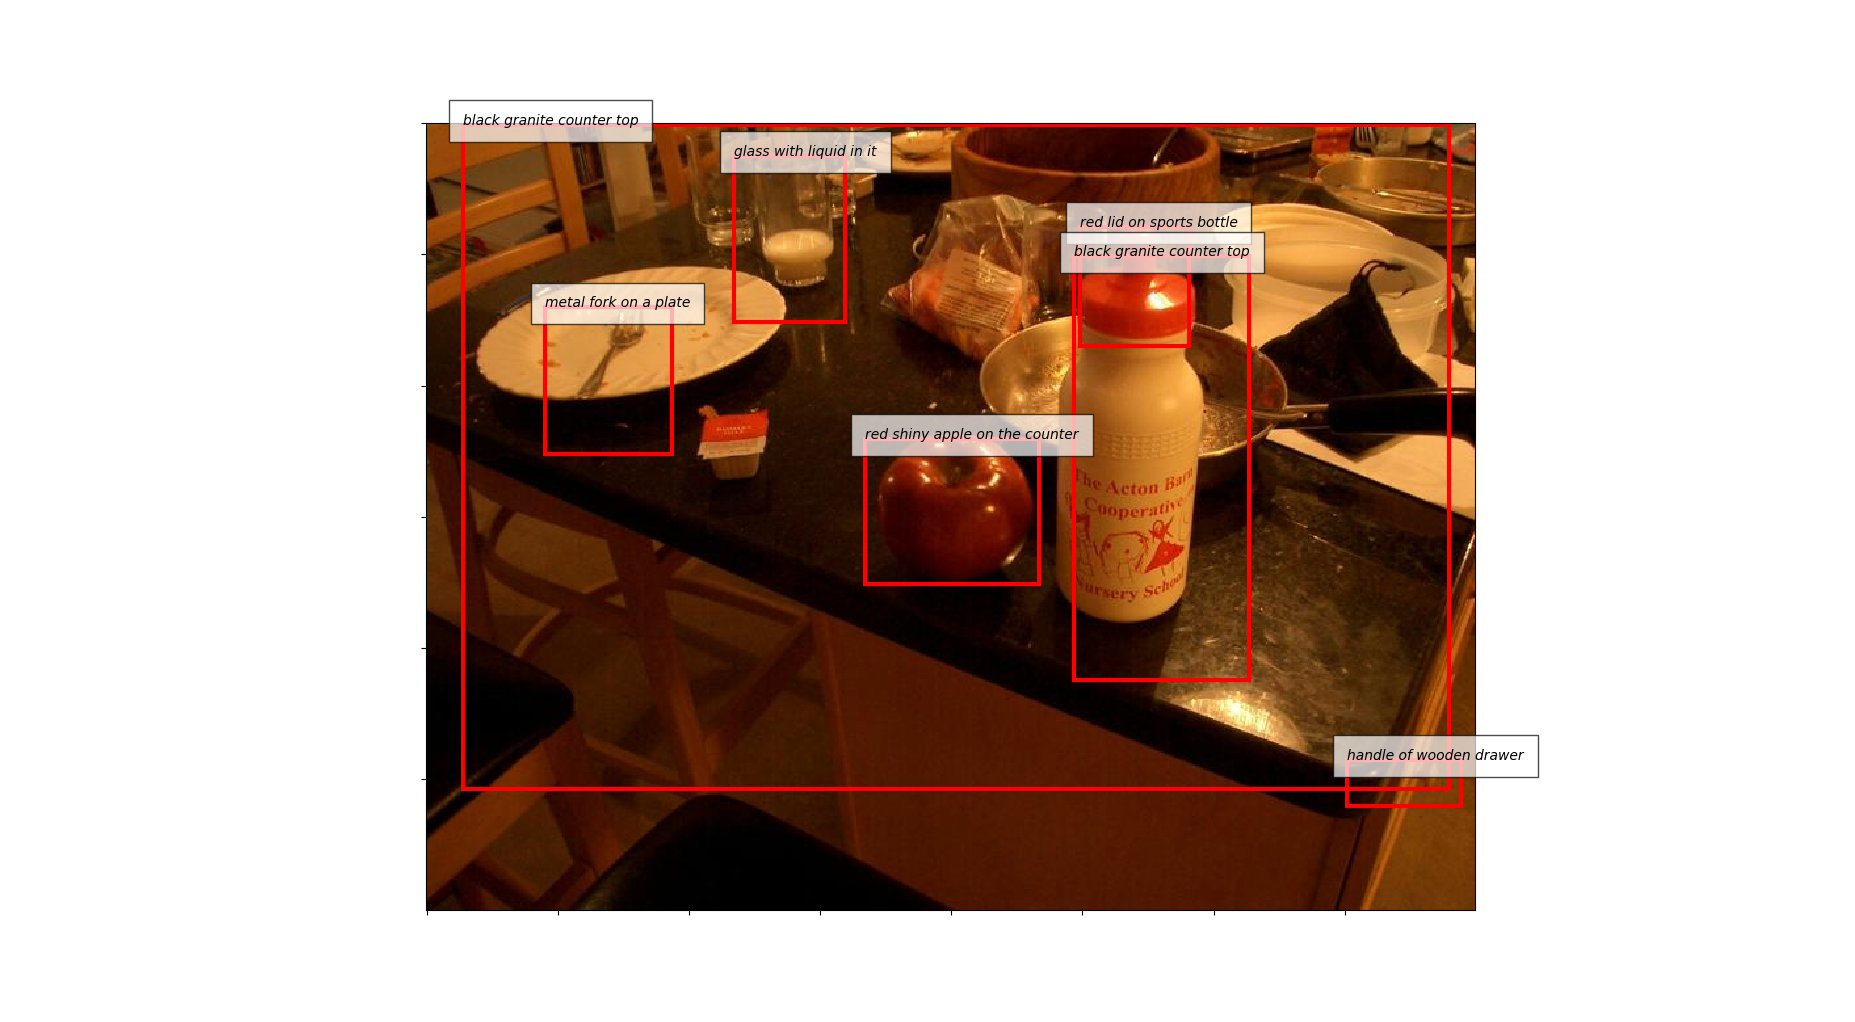 black granite counter top
glass with liquid in it
red lid on sports bottle
black granite counter top
metal fork on a plate
red shiny apple on the counter
The Acton Barn
Cooperative
Nursery School
handle of wooden drawer